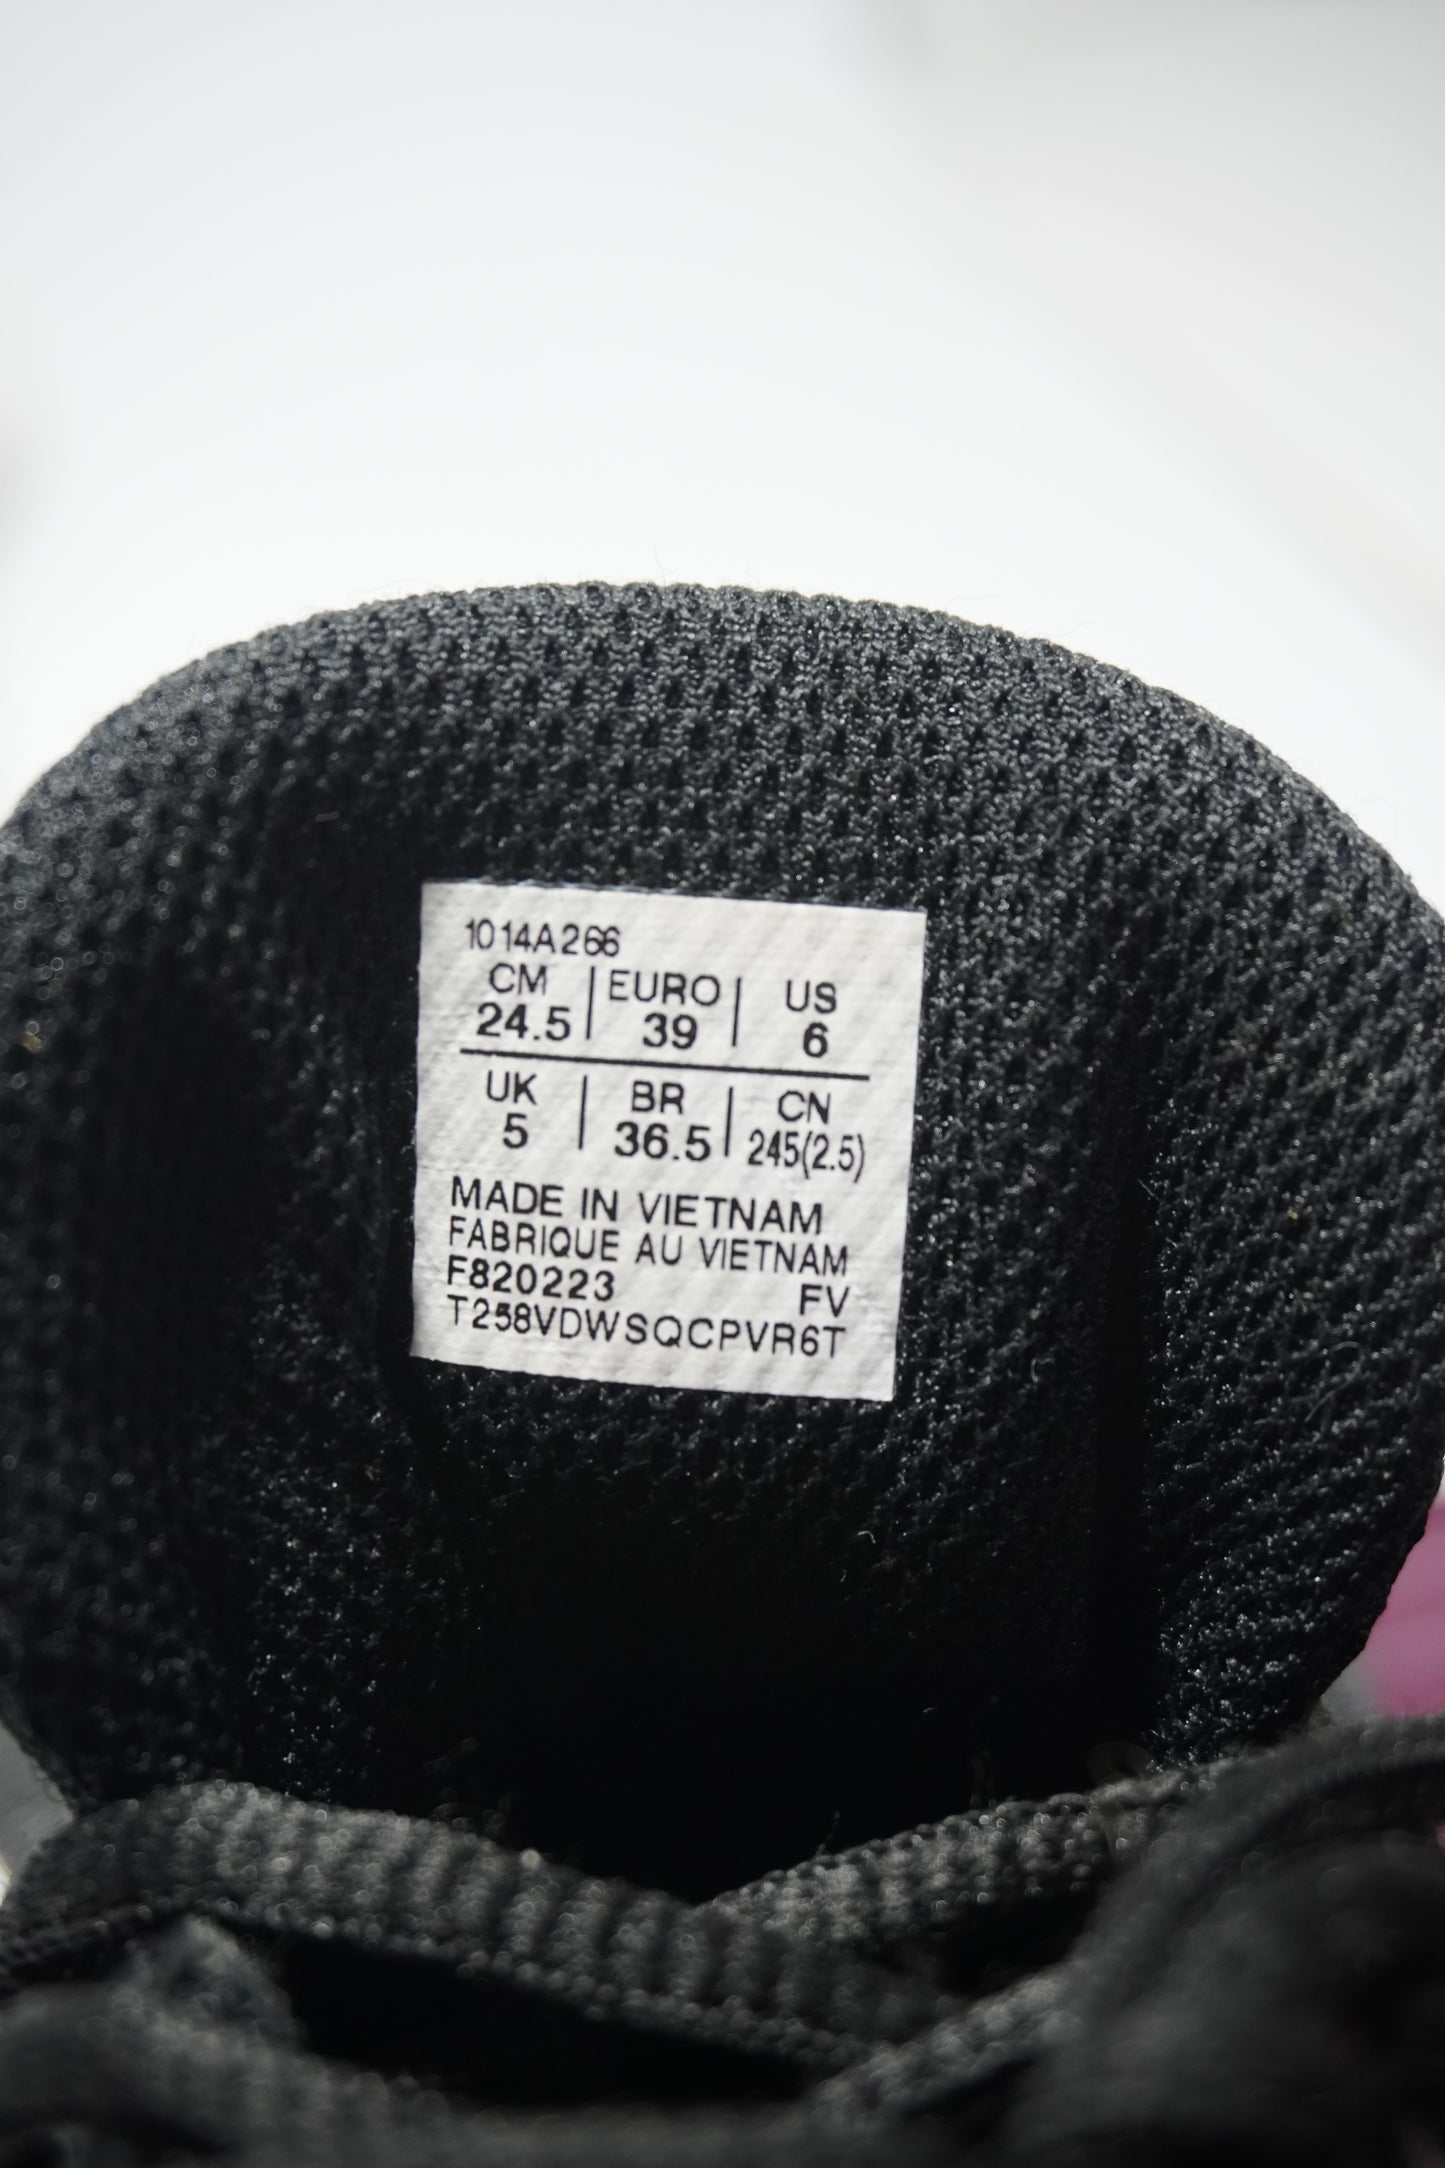 1014A266
CM | EURO | US
24.5 | 39 | 6
UK | BR | CN
5 | 36.5 | 245(2.5)
MADE IN VIETNAM
FABRIQUE AU VIETNAM
F820223 FV
T258VDWSQCPVR6T